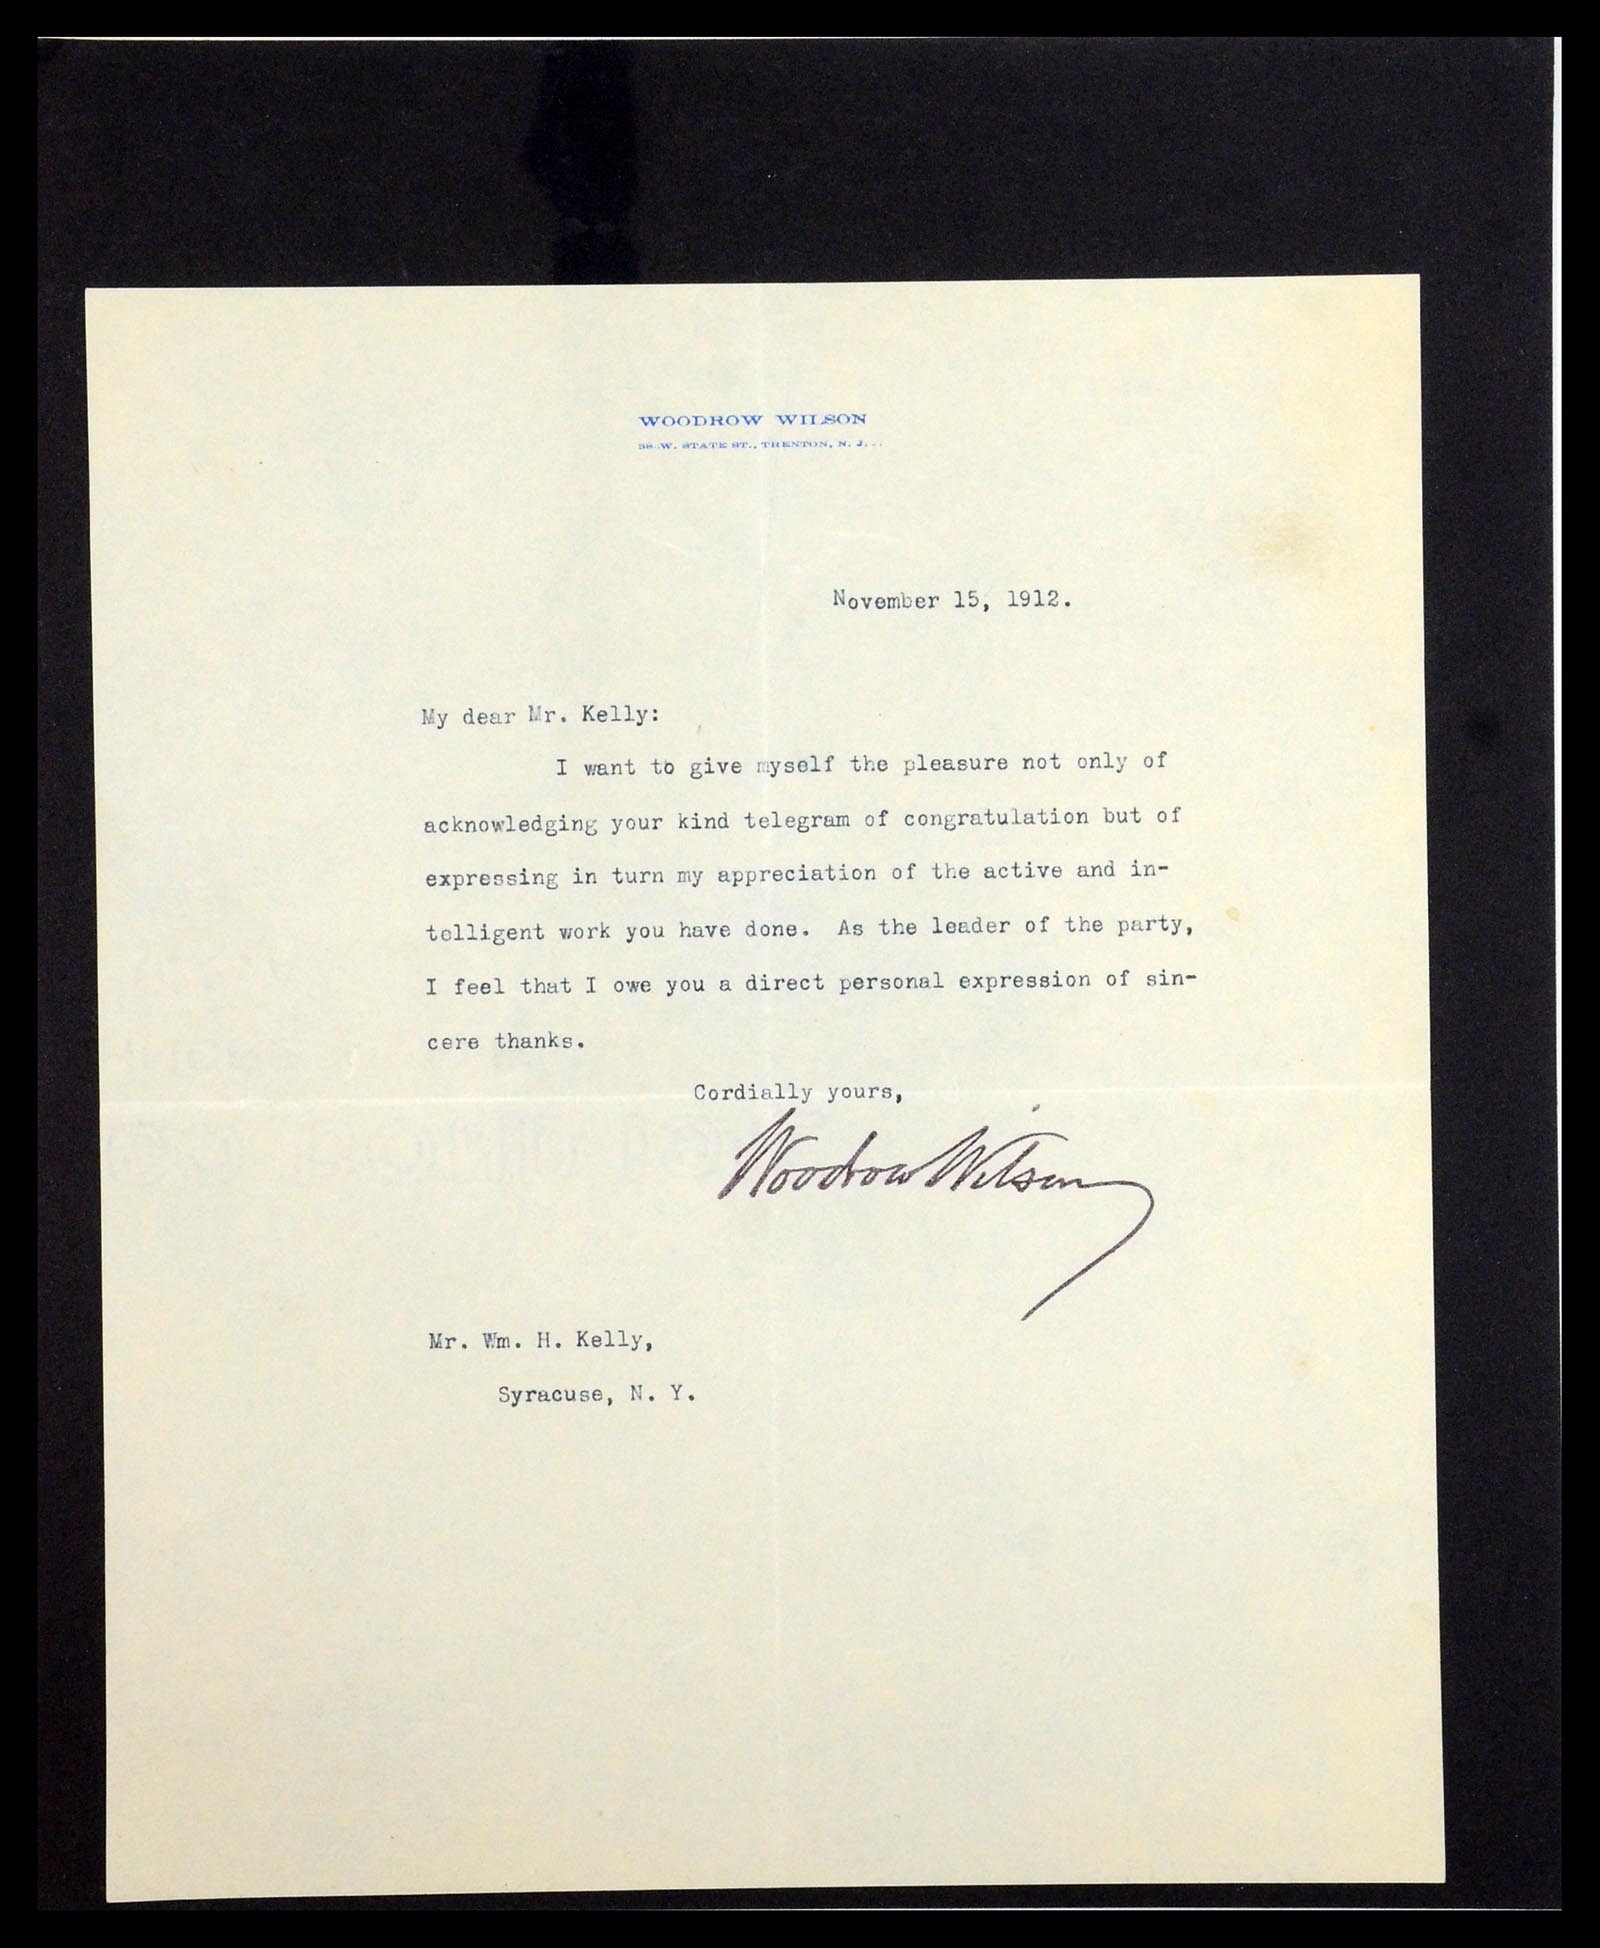 WOODROW WILSON
38 W. STATE ST., TRENTON, N. J.
November 15, 1912.
My dear Mr. Kelly:
I want to give myself the pleasure not only of
acknowledging your kind telegram of congratulation but of
expressing in turn my appreciation of the active and in-
telligent work you have done. As the leader of the party,
I feel that I owe you a direct personal expression of sin-
cere thanks.
Cordially yours,
Woodrow Wilson
Mr. Wm. H. Kelly,
Syracuse, N. Y.